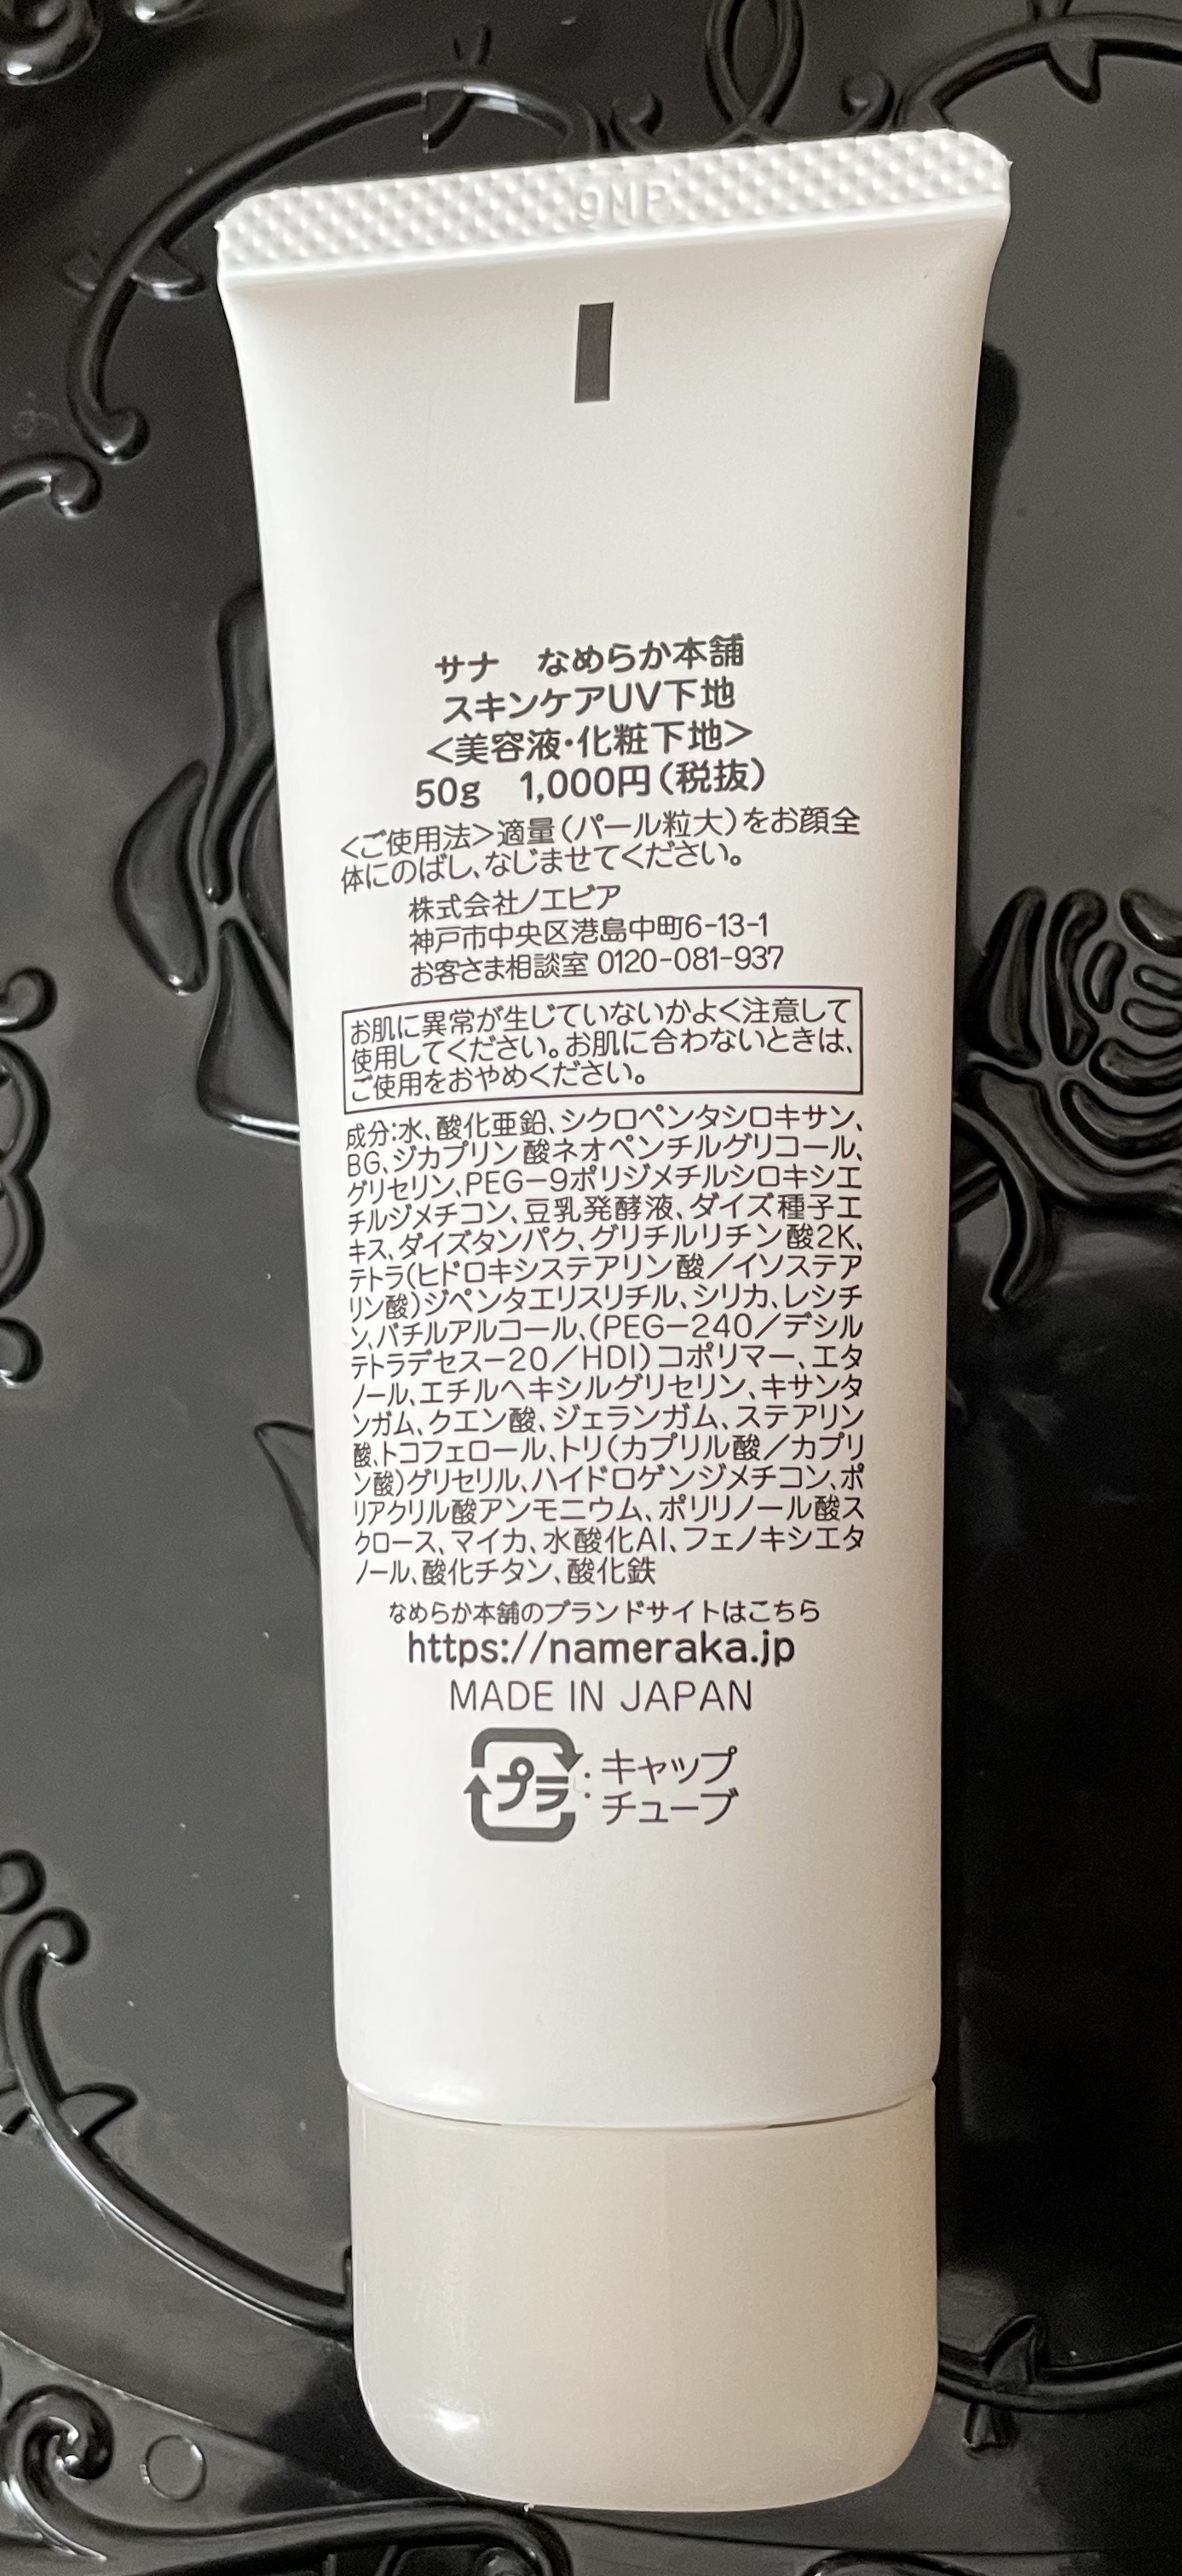 9MP
サナ　なめらか本舗
スキンケアUV下地
＜美容液・化粧下地＞
50g　1,000円（税抜）
＜ご使用法＞適量（パール粒大）をお顔全
体にのばし、なじませてください。
株式会社ノエビア
神戸市中央区港島中町6-13-1
お客さま相談室 0120-081-937
お肌に異常が生じていないかよく注意して
使用してください。お肌に合わないときは、
ご使用をおやめください。
成分：水、酸化亜鉛、シクロペンタシロキサン、
BG、ジカプリン酸ネオペンチルグリコール、
グリセリン、PEG－9ポリジメチルシロキシエ
チルジメチコン、豆乳発酵液、ダイズ種子エ
キス、ダイズタンパク、グリチルリチン酸2K、
テトラ（ヒドロキシステアリン酸／イソステア
リン酸）ジペンタエリスリチル、シリカ、レシチ
ン、バチルアルコール、（PEG－240／デシル
テトラデセス－20／HDI）コポリマー、エタ
ノール、エチルヘキシルグリセリン、キサンタ
ンガム、クエン酸、ジェランガム、ステアリン
酸、トコフェロール、トリ（カプリル酸／カプリ
ン酸）グリセリル、ハイドロゲンジメチコン、ポ
リアクリル酸アンモニウム、ポリリノール酸ス
クロース、マイカ、水酸化Al、フェノキシエタ
ノール、酸化チタン、酸化鉄
なめらか本舗のブランドサイトはこちら
https://nameraka.jp
MADE IN JAPAN
プラ：キャップ
：チューブ